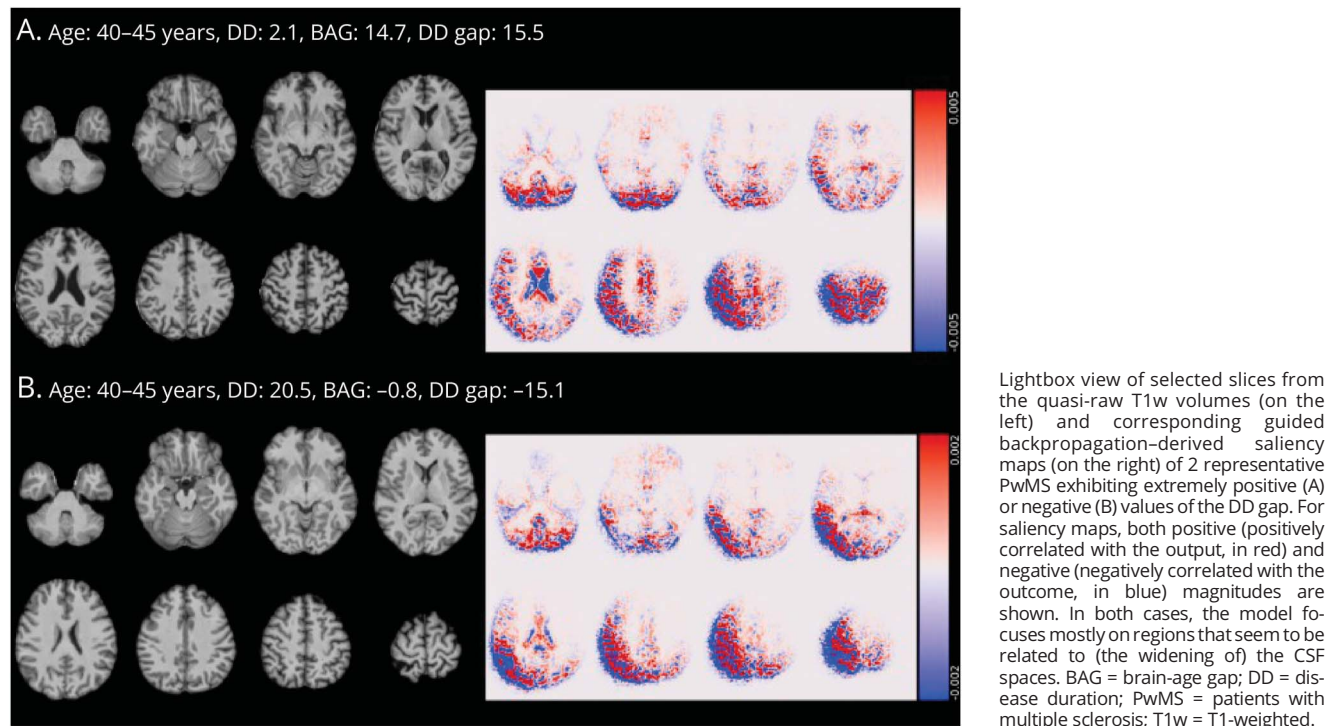 A. Age: 40–45 years, DD: 2.1, BAG: 14.7, DD gap: 15.5
0.005
-0.005
B. Age: 40–45 years, DD: 20.5, BAG: –0.8, DD gap: –15.1
0.002
-0.002
Lightbox view of selected slices from
the quasi-raw T1w volumes (on the
left) and corresponding guided
backpropagation–derived saliency
maps (on the right) of 2 representative
PwMS exhibiting extremely positive (A)
or negative (B) values of the DD gap. For
saliency maps, both positive (positively
correlated with the output, in red) and
negative (negatively correlated with the
outcome, in blue) magnitudes are
shown. In both cases, the model fo-
cuses mostly on regions that seem to be
related to (the widening of) the CSF
spaces. BAG = brain-age gap; DD = dis-
ease duration; PwMS = patients with
multiple sclerosis; T1w = T1-weighted.